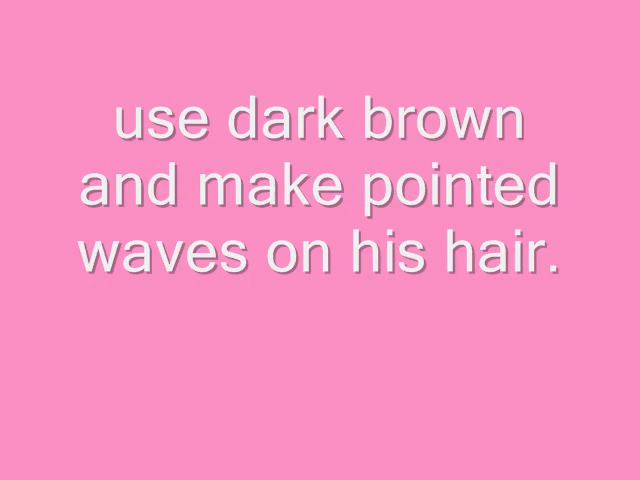 use dark brown
and make pointed
waves on his hair.